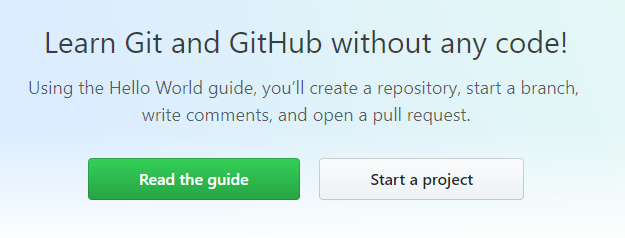 Learn Git and GitHub without any code!
Using the Hello World guide, you’ll create a repository, start a branch,
write comments, and open a pull request.
Read the guide
Start a project